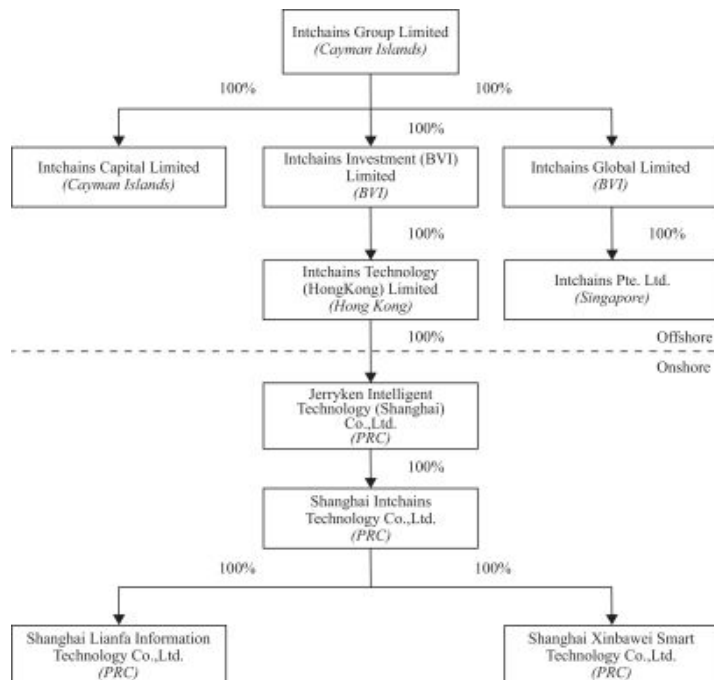 Intchains Group Limited
(Cayman Islands)
100%
100%
100%
Intchains Capital Limited
(Cayman Islands)
Intchains Investment (BVI)
Limited
(BVI)
Intchains Global Limited
(BVI)
100%
100%
Intchains Technology
(HongKong) Limited
(Hong Kong)
Intchains Pte. Ltd.
(Singapore)
100%
Offshore
Onshore
Jerryken Intelligent
Technology (Shanghai)
Co.,Ltd.
(PRC)
100%
Shanghai Intchains
Technology Co.,Ltd.
(PRC)
100%
100%
Shanghai Lianfa Information
Technology Co.,Ltd.
(PRC)
Shanghai Xinbawei Smart
Technology Co.,Ltd.
(PRC)